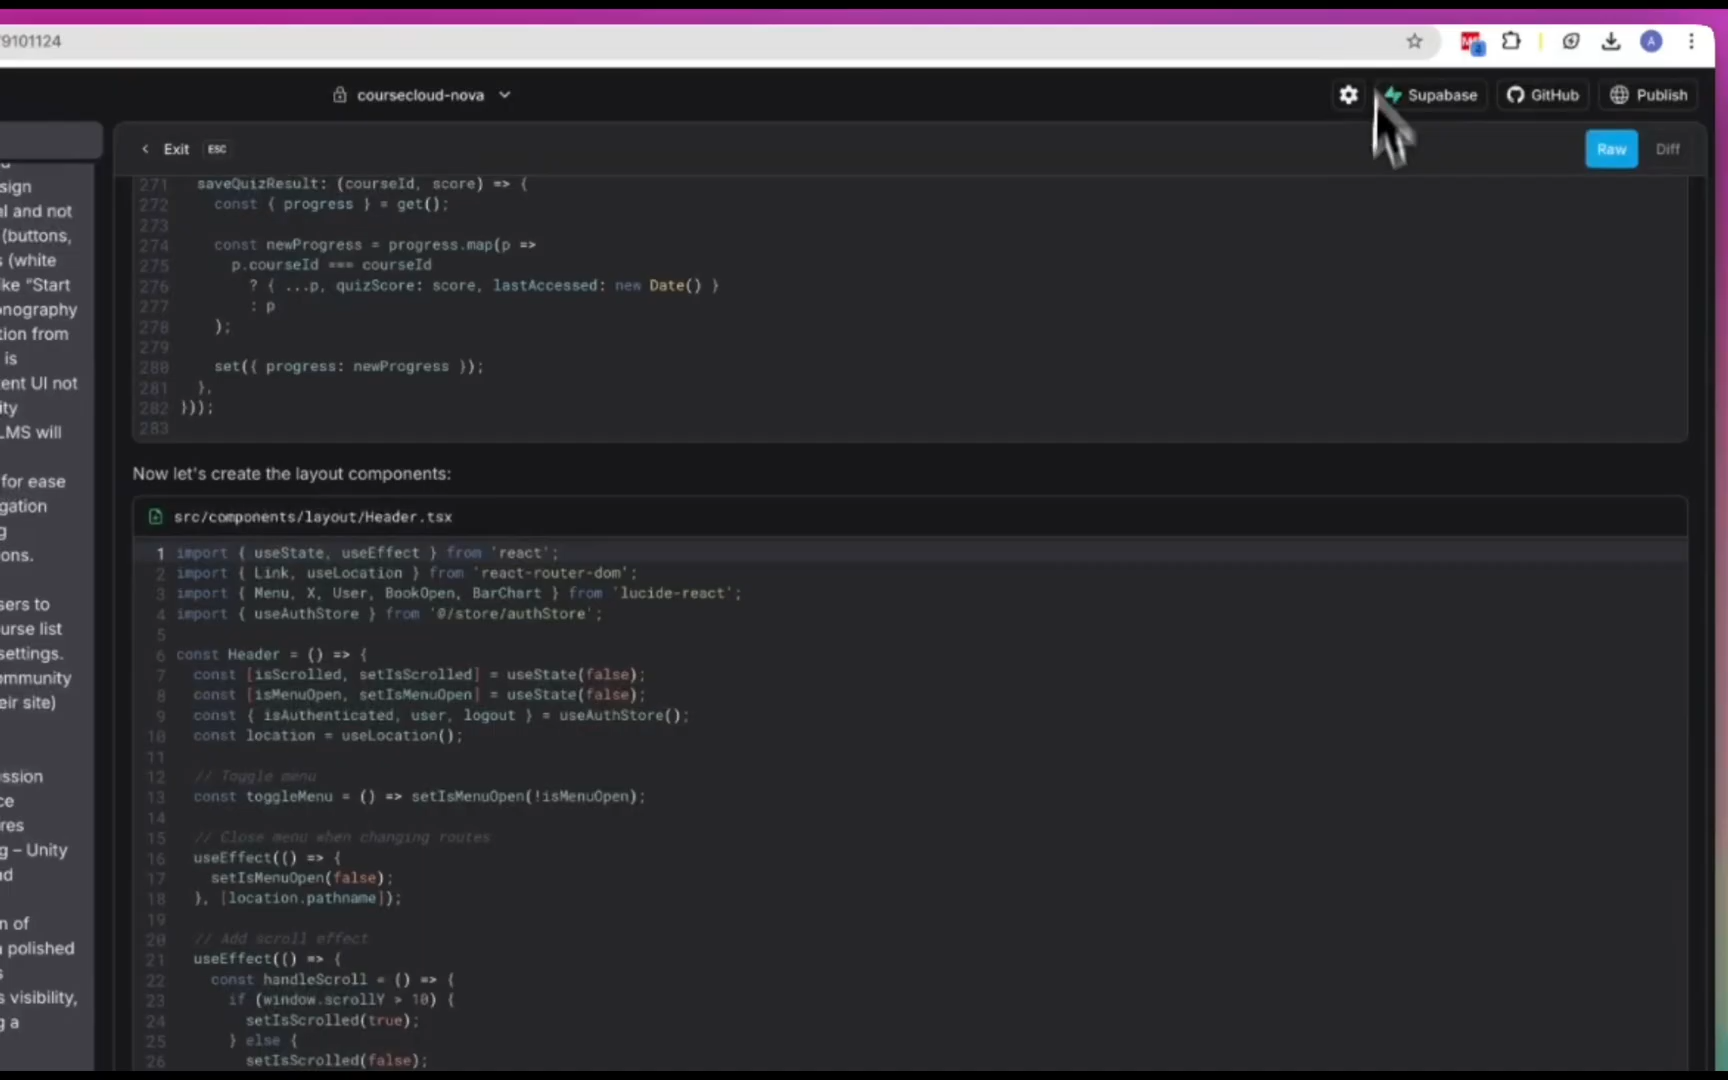 9101124
coursecloud-nova
Supabase
GitHub
Publish
Exit
ESC
Raw
Diff
sign
l and not
(buttons,
s (white
ike “Start
onography
tion from
is
ent UI not
ity
LMS will
for ease
gation
g
ons.
sers to
urse list
settings.
ommunity
eir site)
ssion
ce
res
g – Unity
nd
n of
a polished
s
s visibility,
g a
271 saveQuizResult: (courseId, score) => {
272 const { progress } = get();
273
274 const newProgress = progress.map(p =>
275 p.courseId === courseId
276 ? { ...p, quizScore: score, lastAccessed: new Date() }
277 : p
278 );
279
280 set({ progress: newProgress });
281 },
282 }));
283
Now let's create the layout components:
src/components/layout/Header.tsx
1 import { useState, useEffect } from 'react';
2 import { Link, useLocation } from 'react-router-dom';
3 import { Menu, X, User, BookOpen, BarChart } from 'lucide-react';
4 import { useAuthStore } from '@/store/authStore';
5
6 const Header = () => {
7 const [isScrolled, setIsScrolled] = useState(false);
8 const [isMenuOpen, setIsMenuOpen] = useState(false);
9 const { isAuthenticated, user, logout } = useAuthStore();
10 const location = useLocation();
11
12 // Toggle menu
13 const toggleMenu = () => setIsMenuOpen(!isMenuOpen);
14
15 // Close menu when changing routes
16 useEffect(() => {
17 setIsMenuOpen(false);
18 }, [location.pathname]);
19
20 // Add scroll effect
21 useEffect(() => {
22 const handleScroll = () => {
23 if (window.scrollY > 10) {
24 setIsScrolled(true);
25 } else {
26 setIsScrolled(false);